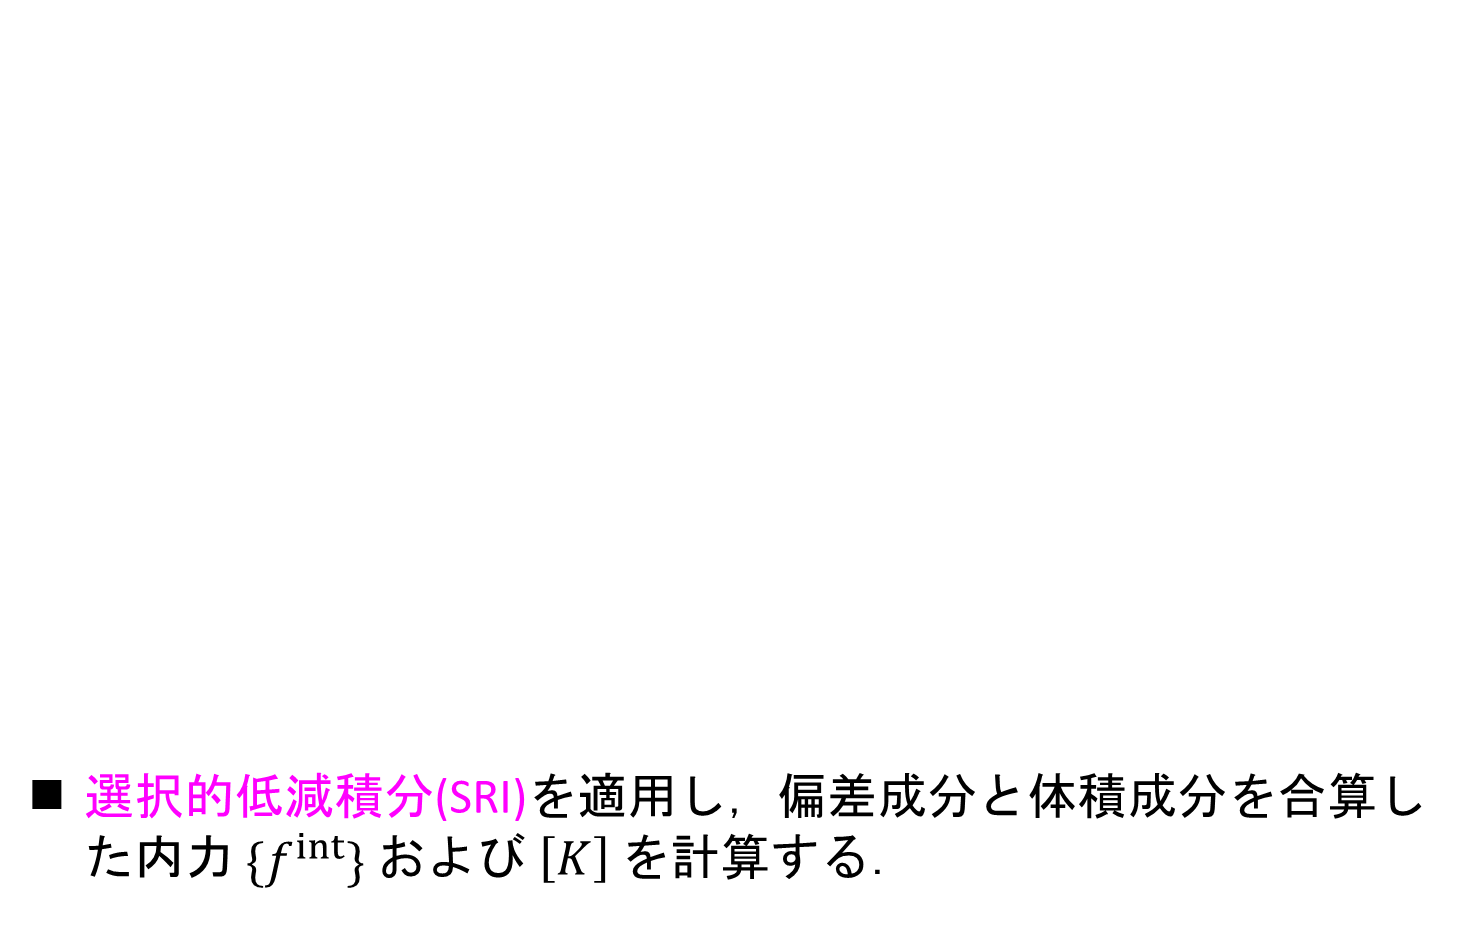 ■ 選択的低減積分(SRI)を適用し，偏差成分と体積成分を合算し
た内力 {f^int} および [K] を計算する．